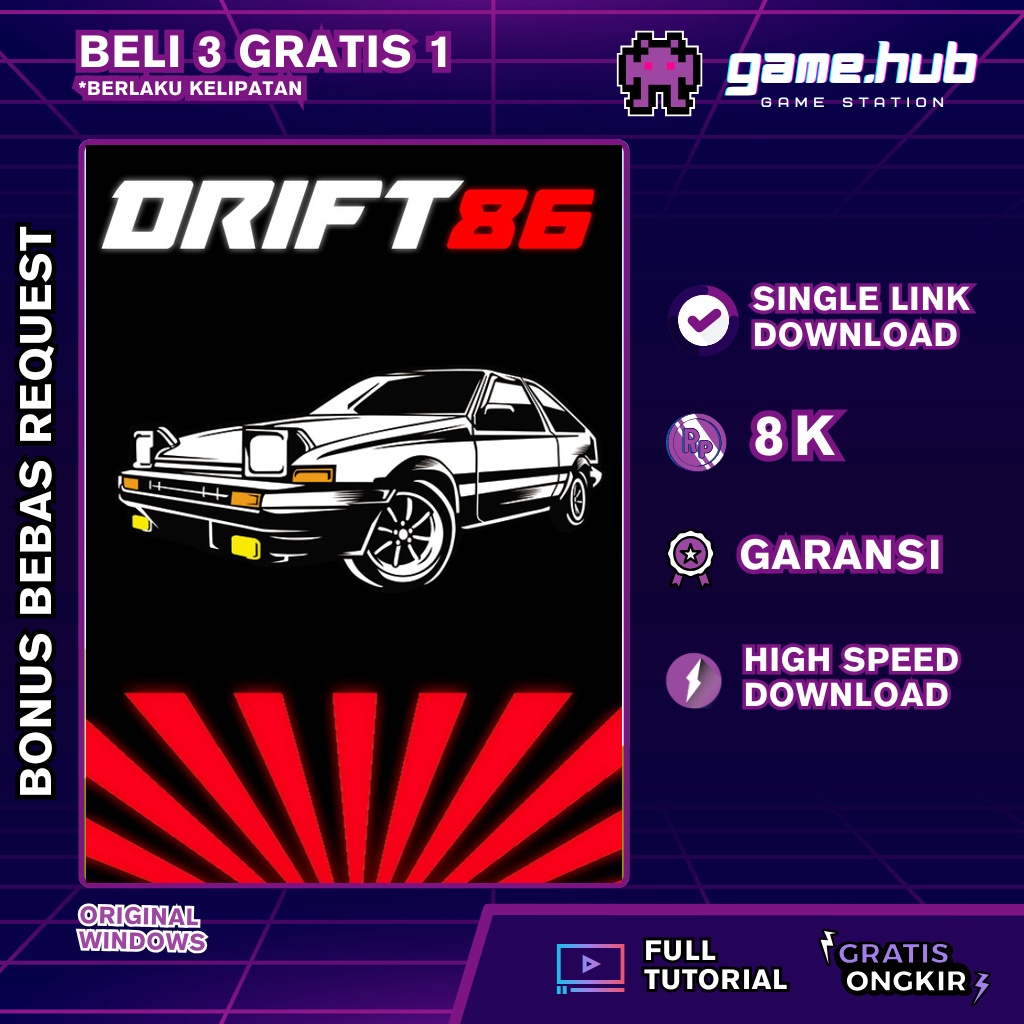 BELI 3 GRATIS 1
*BERLAKU KELIPATAN
game.hub
GAME STATION
BONUS BEBAS REQUEST
DRIFT86
SINGLE LINK
DOWNLOAD
Rp
8K
GARANSI
HIGH SPEED
DOWNLOAD
ORIGINAL
WINDOWS
FULL
TUTORIAL
GRATIS
ONGKIR